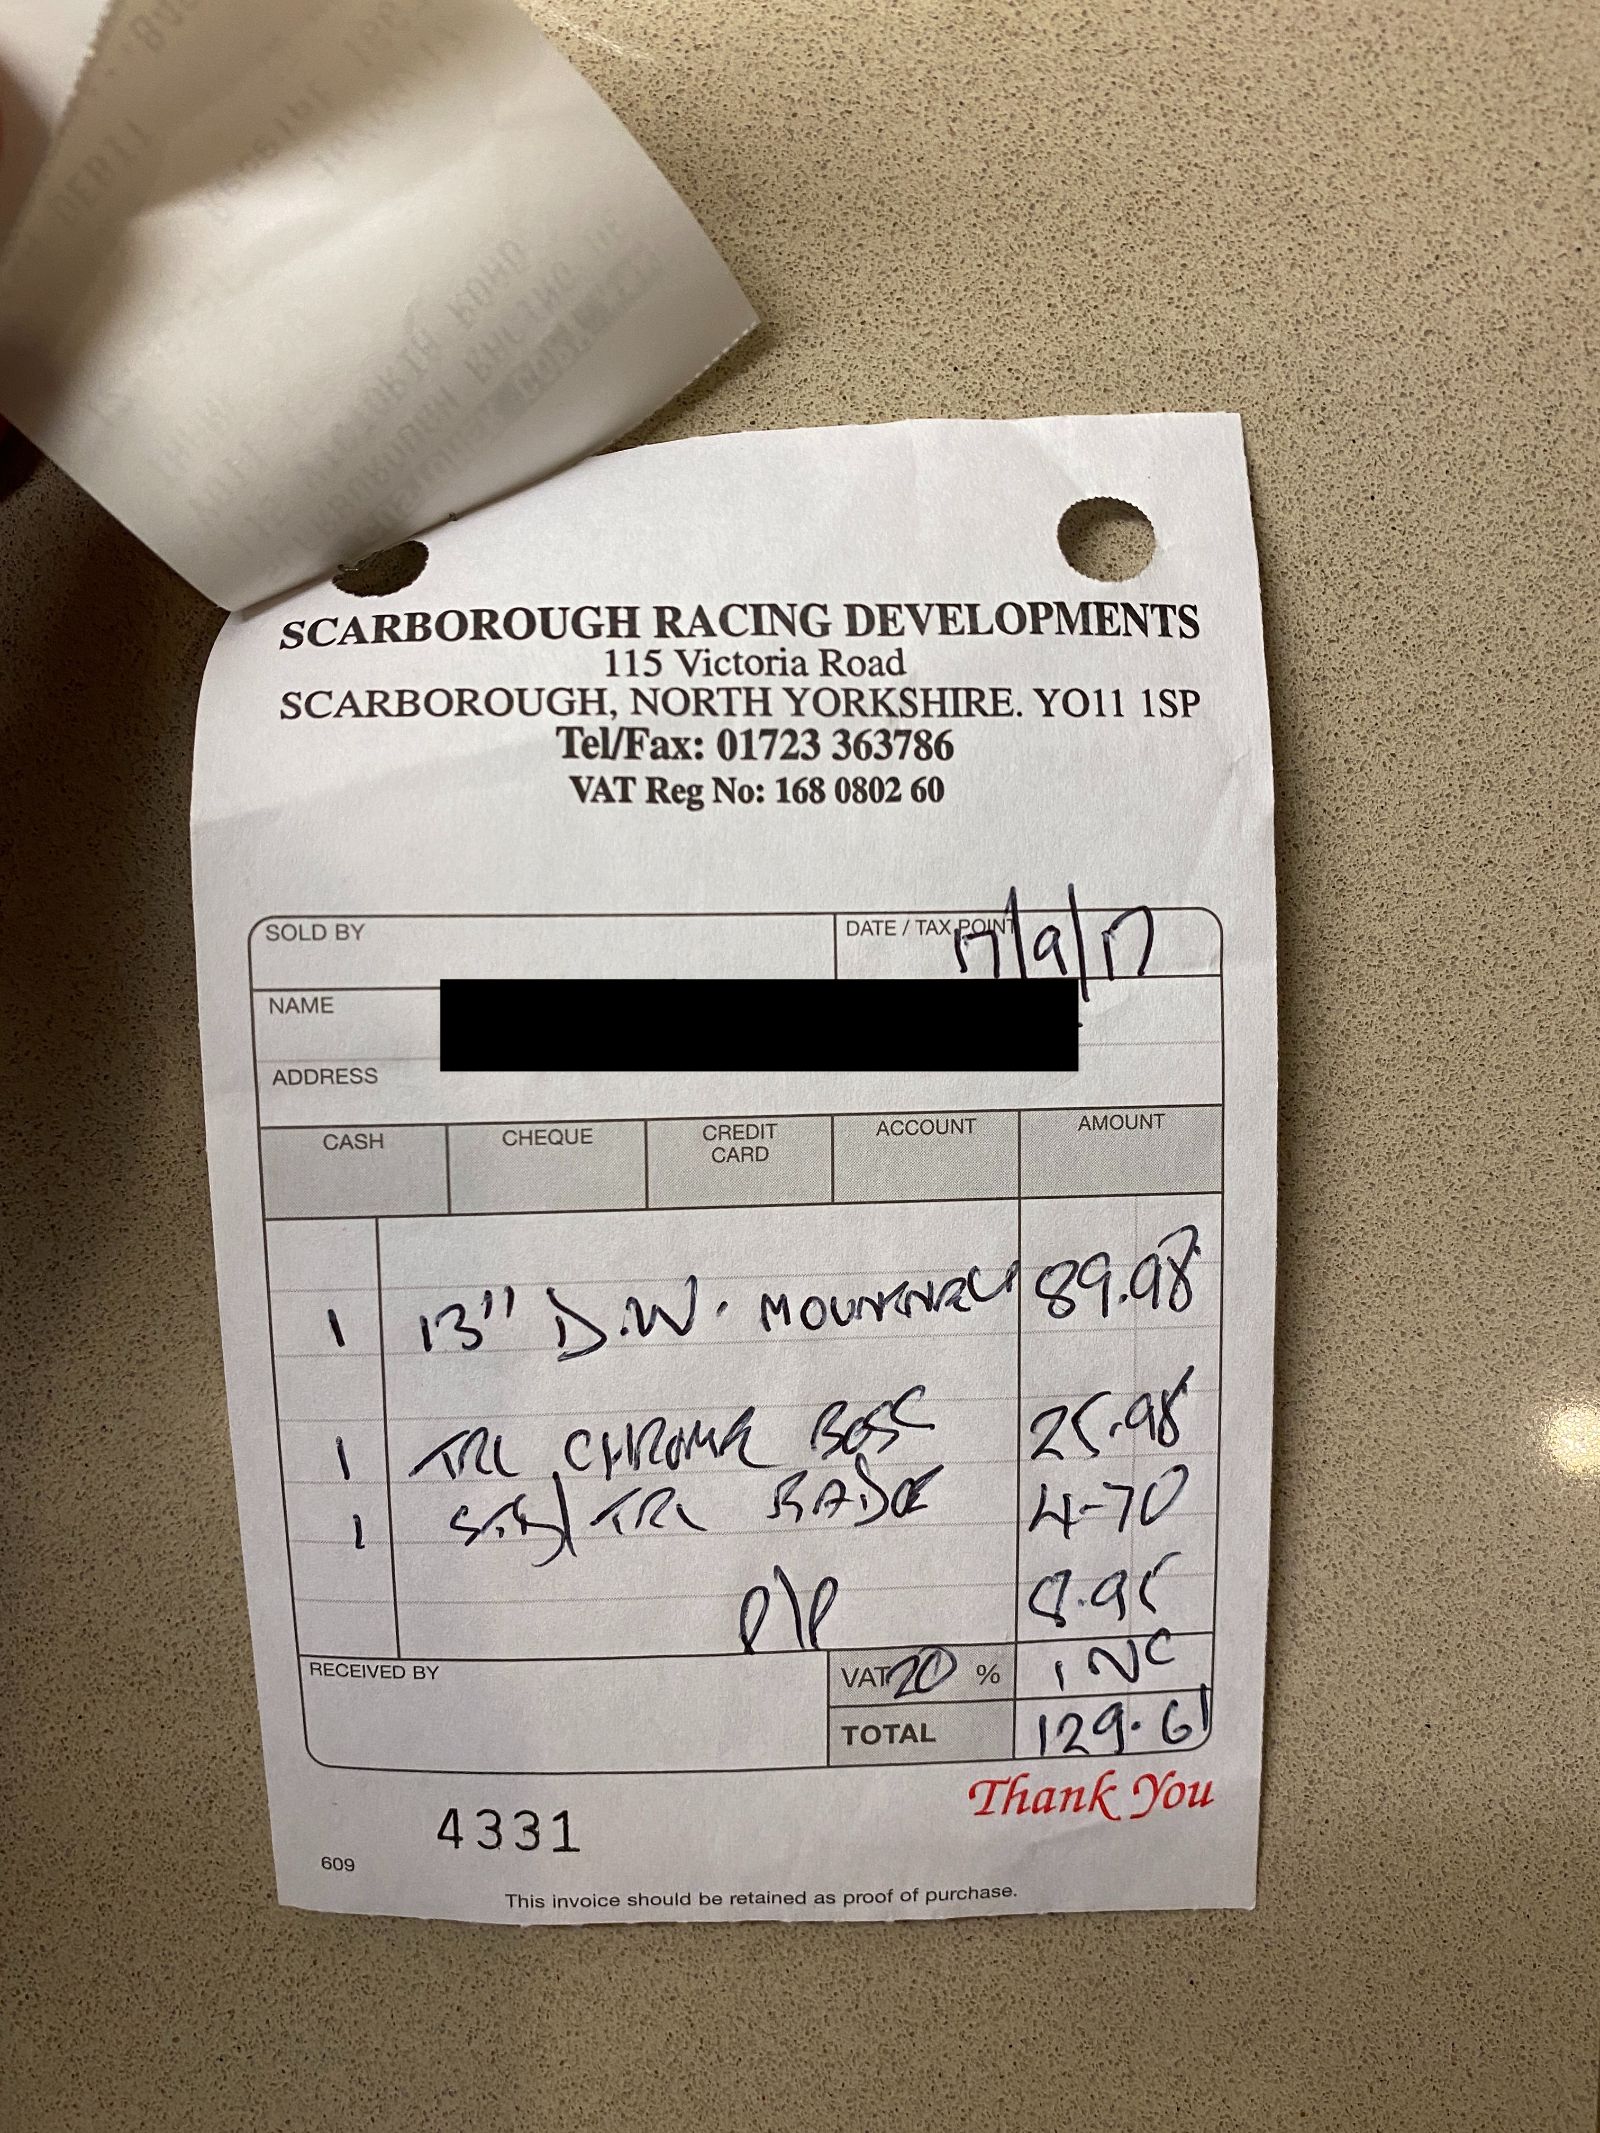 SCARBOROUGH RACING DEVELOPMENTS
115 Victoria Road
SCARBOROUGH, NORTH YORKSHIRE. YO11 1SP
Tel/Fax: 01723 363786
VAT Reg No: 168 0802 60
SOLD BY
DATE / TAX POINT 17/9/17
NAME
ADDRESS
CASH CHEQUE CREDIT CARD ACCOUNT AMOUNT
1 13" D.W. 89.98
1 CHROME BOSS 25.98
1 BADGE 4-70
P/P 8.95
RECEIVED BY
VAT 20 % INC
TOTAL 129.61
Thank You
4331
609
This invoice should be retained as proof of purchase.